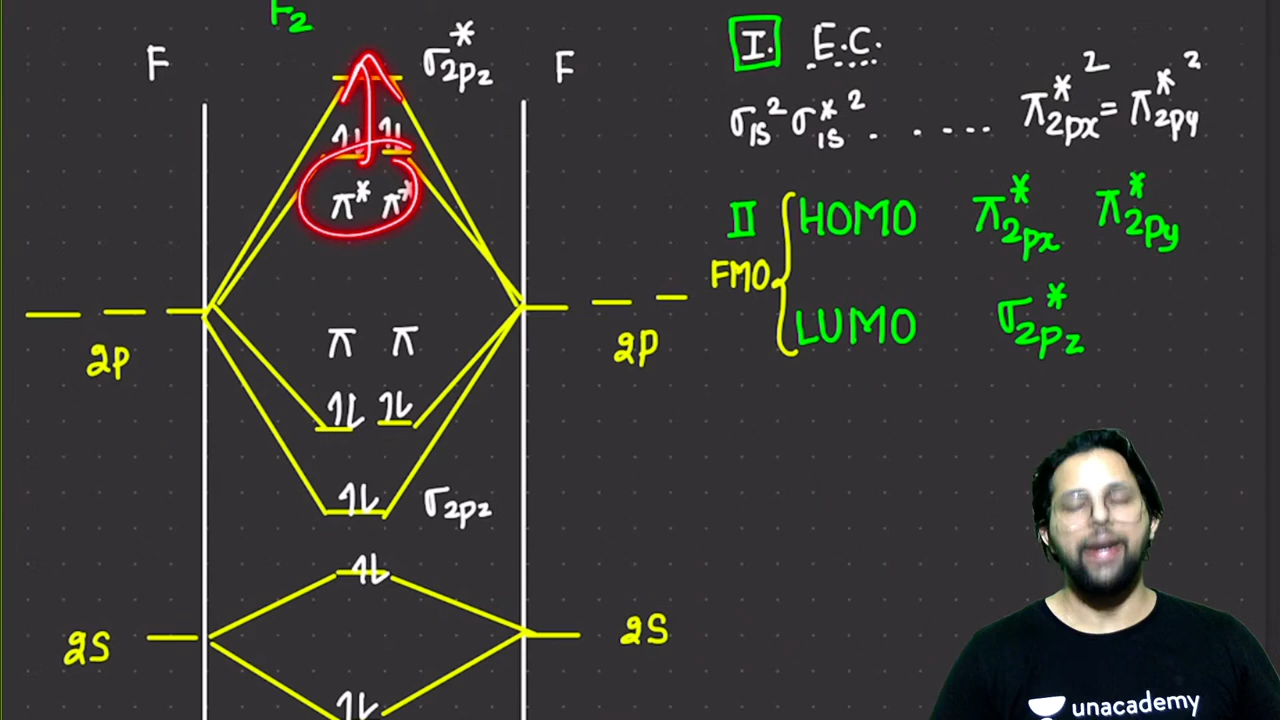 F₂
F σ*₂pz F
π* π*
2p π π 2p
σ₂pz
2S 2S
I. E.C.
σ₁s² σ*₁s² . . ..... π*₂px² = π*₂py²
II { HOMO π*₂px π*₂py
FMO
LUMO σ*₂pz
unacademy